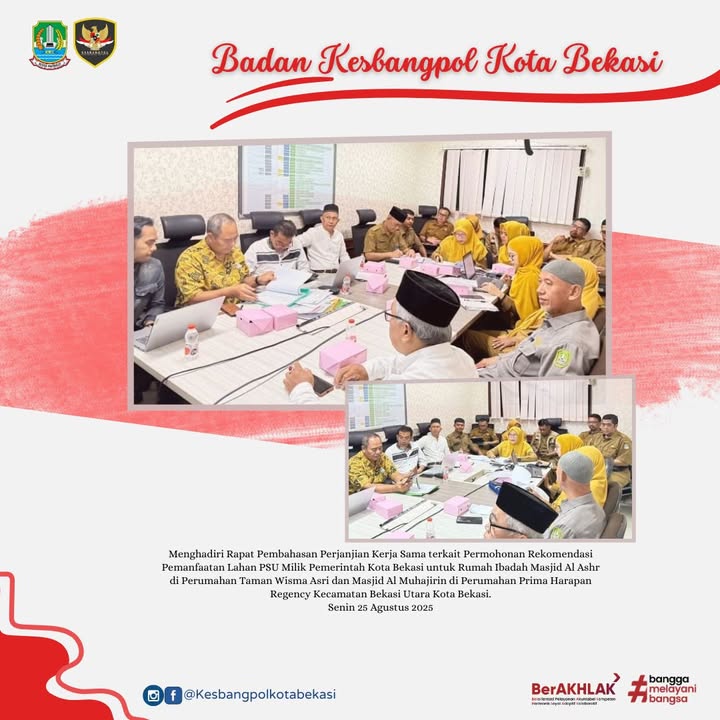 Badan Kesbangpol Kota Bekasi
Menghadiri Rapat Pembahasan Perjanjian Kerja Sama terkait Permohonan Rekomendasi
Pemanfaatan Lahan PSU Milik Pemerintah Kota Bekasi untuk Rumah Ibadah Masjid Al Ashr
di Perumahan Taman Wisma Asri dan Masjid Al Muhajirin di Perumahan Prima Harapan
Regency Kecamatan Bekasi Utara Kota Bekasi.
Senin 25 Agustus 2025
@Kesbangpolkotabekasi
BerAKHLAK
#bangga
melayani
bangsa